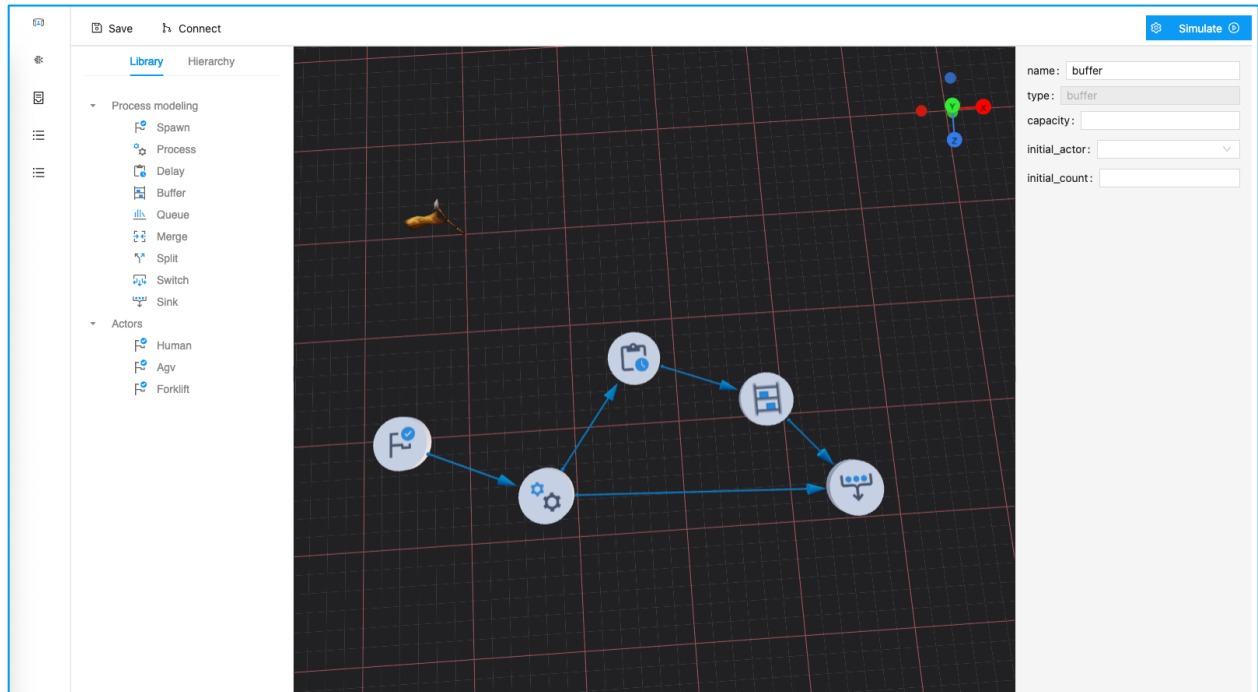 Save Connect Simulate
Library Hierarchy
Process modeling
Spawn
Process
Delay
Buffer
Queue
Merge
Split
Switch
Sink
Actors
Human
Agv
Forklift
Y X
Z
name: buffer
type: buffer
capacity:
initial_actor:
initial_count: